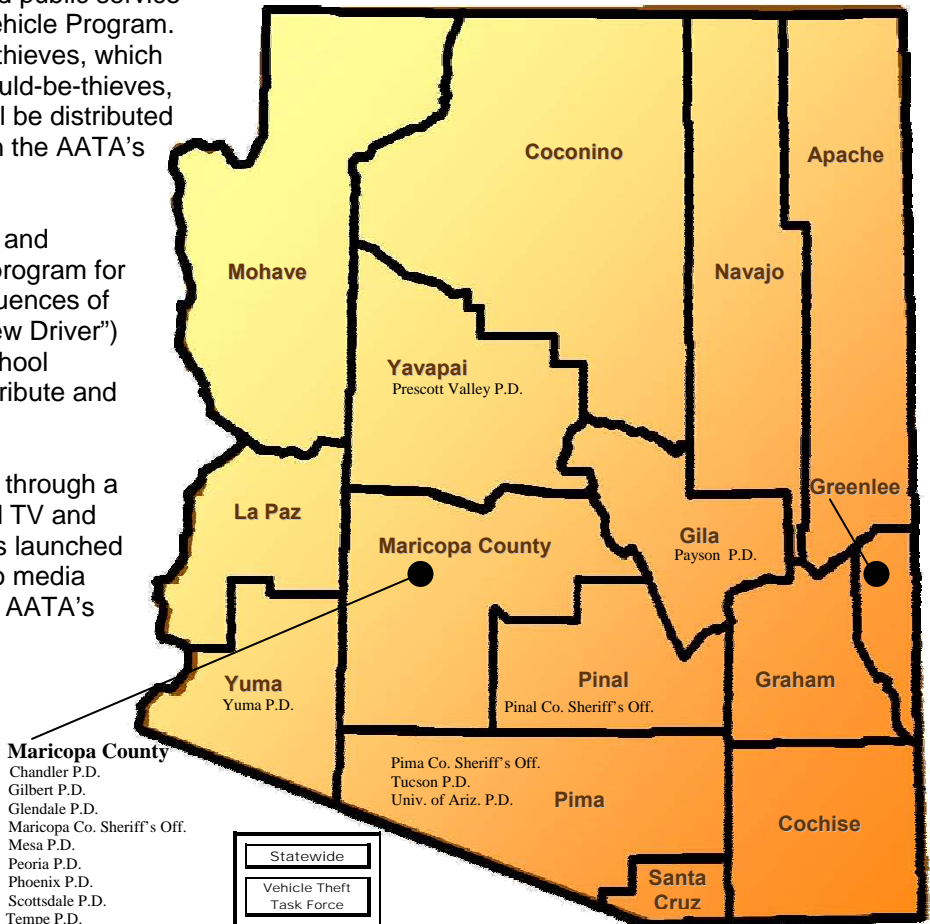 d public service
ehicle Program.
thieves, which
ould-be-thieves,
l be distributed
n the AATA's
and
program for
uences of
ew Driver")
hool
ribute and
through a
l TV and
s launched
o media
AATA's
Coconino
Apache
Mohave
Navajo
Yavapai
Prescott Valley P.D.
La Paz
Greenlee
Maricopa County
Gila
Payson P.D.
Yuma
Yuma P.D.
Pinal
Pinal Co. Sheriff's Off.
Graham
Pima Co. Sheriff's Off.
Tucson P.D.
Univ. of Ariz. P.D.
Pima
Cochise
Santa
Cruz
Maricopa County
Chandler P.D.
Gilbert P.D.
Glendale P.D.
Maricopa Co. Sheriff's Off.
Mesa P.D.
Peoria P.D.
Phoenix P.D.
Scottsdale P.D.
Tempe P.D.
Statewide
Vehicle Theft
Task Force